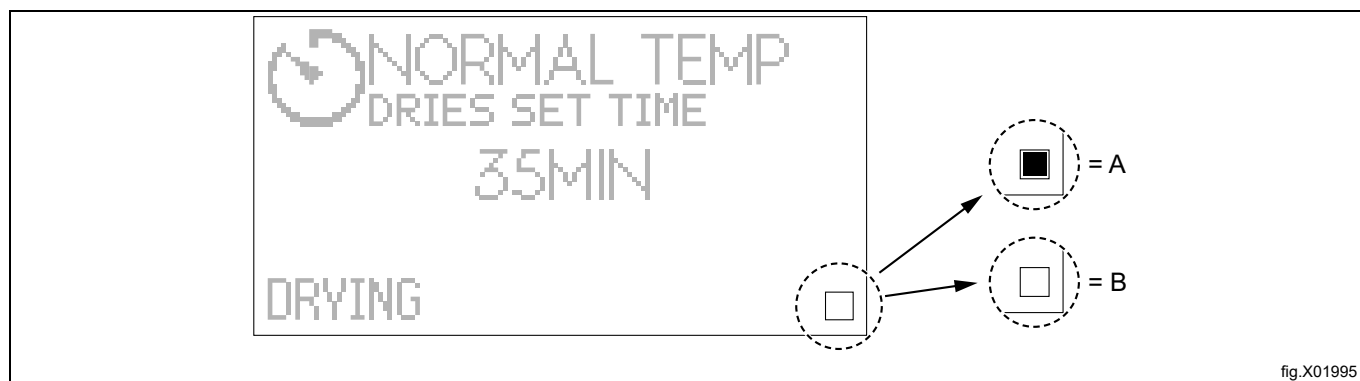 NORMAL TEMP
DRIES SET TIME
35MIN
= A
= B
DRYING
fig.X01995